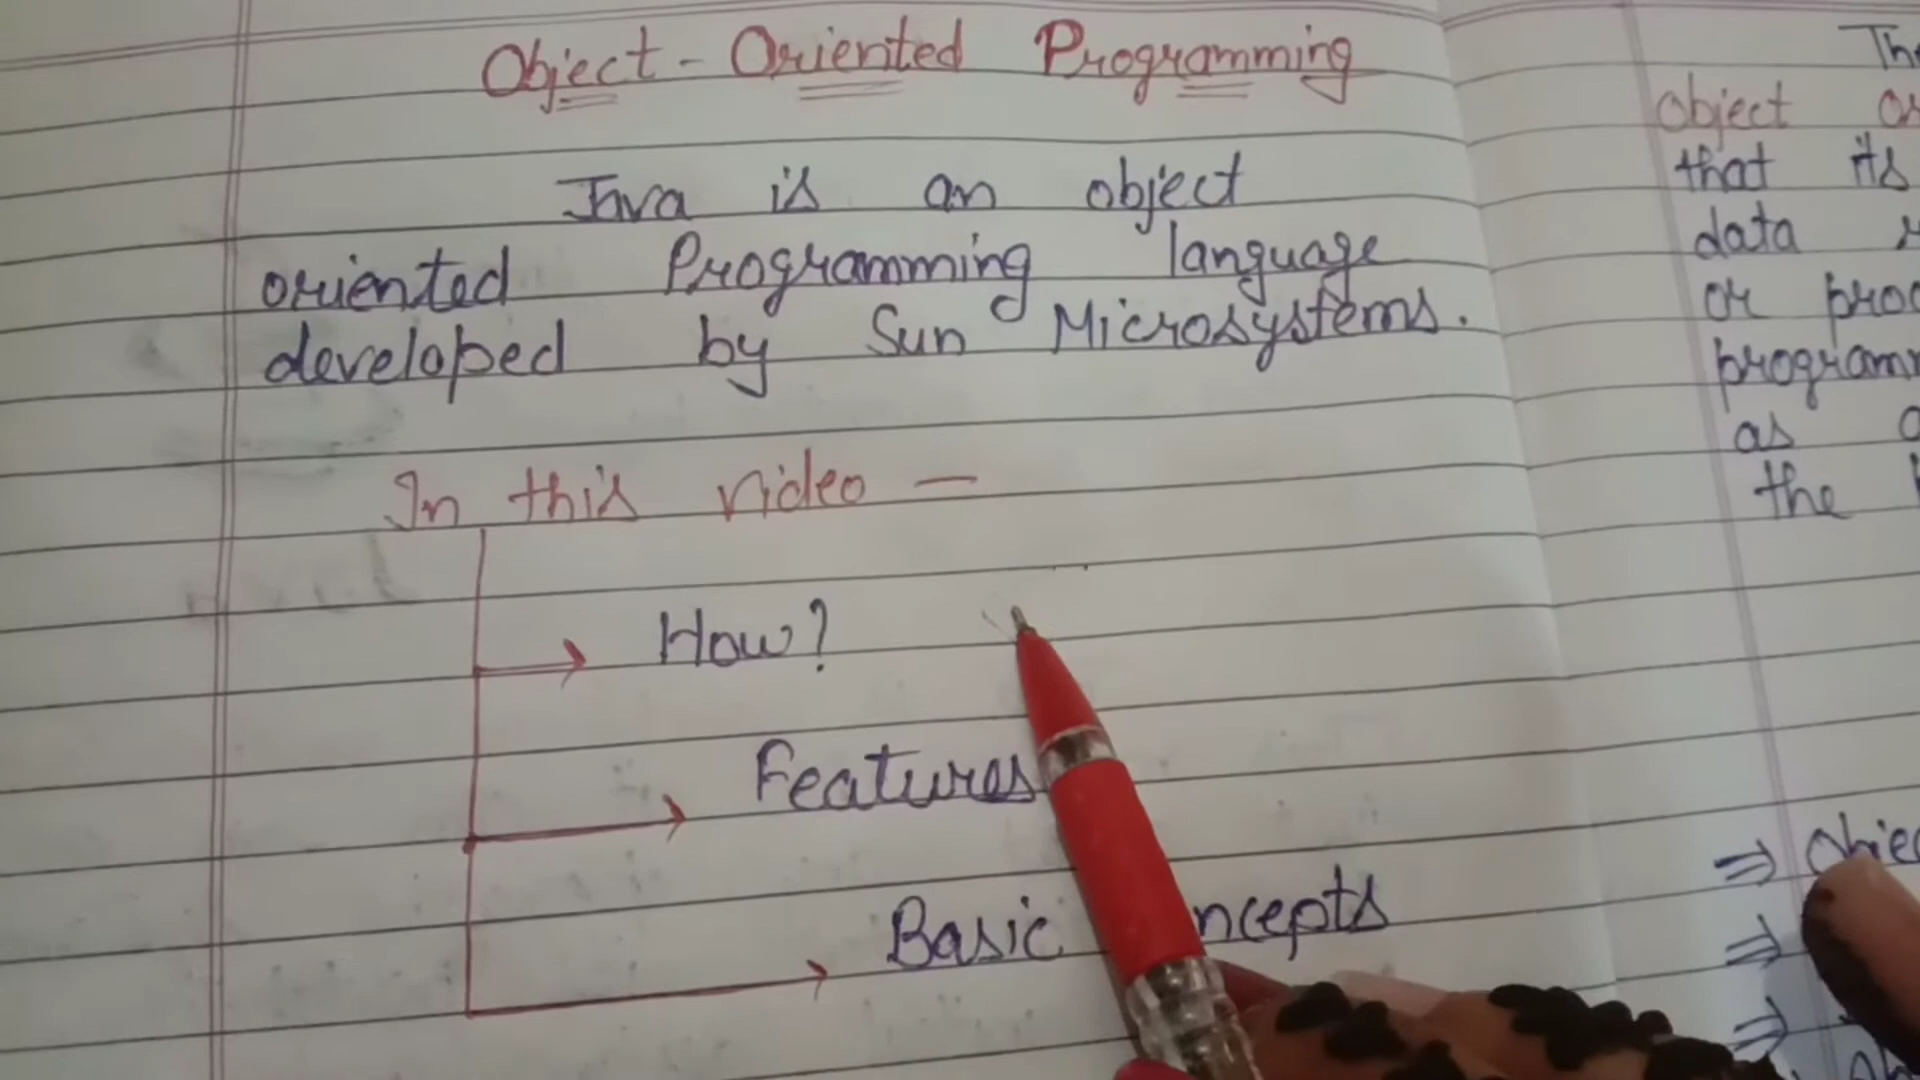 Object - Oriented Programming
Java is an object
oriented Programming language
developed by Sun Microsystems.
In this video -
How?
Features
Basic ncepts
object
that its
data
or
as
the